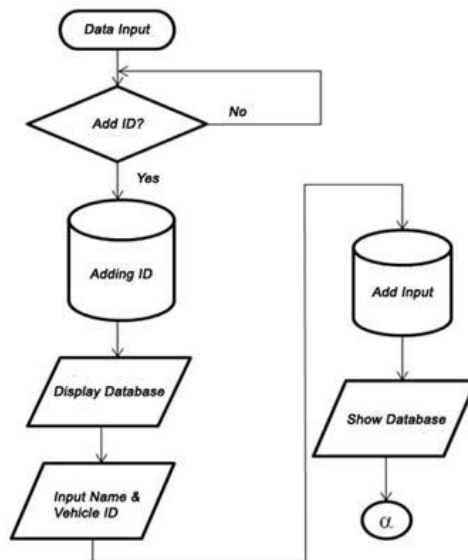 Data Input
Add ID?
No
Yes
Adding ID
Display Database
Input Name &
Vehicle ID
Add Input
Show Database
α